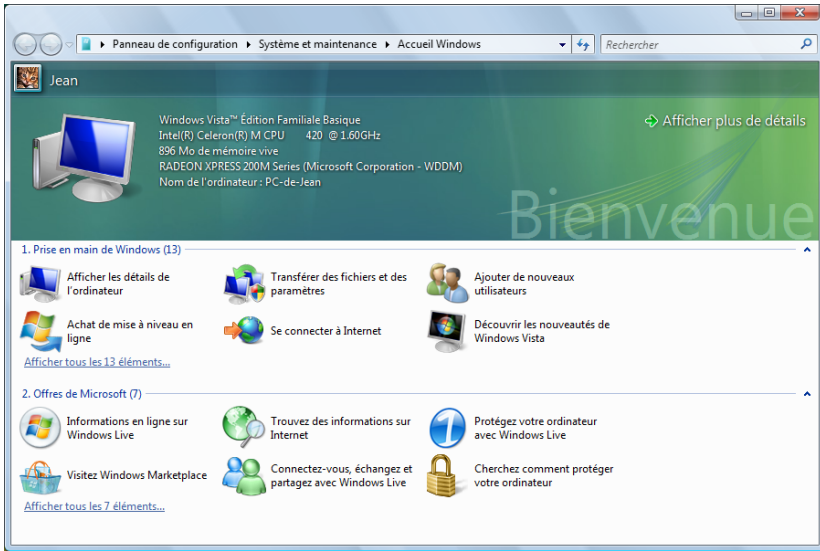 Panneau de configuration Système et maintenance Accueil Windows
Rechercher
Jean
Windows Vista™ Édition Familiale Basique
Intel(R) Celeron(R) M CPU 420 @ 1.60GHz
896 Mo de mémoire vive
RADEON XPRESS 200M Series (Microsoft Corporation - WDDM)
Nom de l'ordinateur : PC-de-Jean
Afficher plus de détails
Bienvenue
1. Prise en main de Windows (13)
Afficher les détails de
l'ordinateur
Transférer des fichiers et des
paramètres
Ajouter de nouveaux
utilisateurs
Achat de mise à niveau en
ligne
Se connecter à Internet
Découvrir les nouveautés de
Windows Vista
Afficher tous les 13 éléments...
2. Offres de Microsoft (7)
Informations en ligne sur
Windows Live
Trouvez des informations sur
Internet
Protégez votre ordinateur
avec Windows Live
Visitez Windows Marketplace
Connectez-vous, échangez et
partagez avec Windows Live
Cherchez comment protéger
votre ordinateur
Afficher tous les 7 éléments...